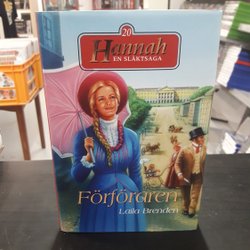 20
Hannah
EN SLÄKTSAGA
Förföraren
Laila Brenden